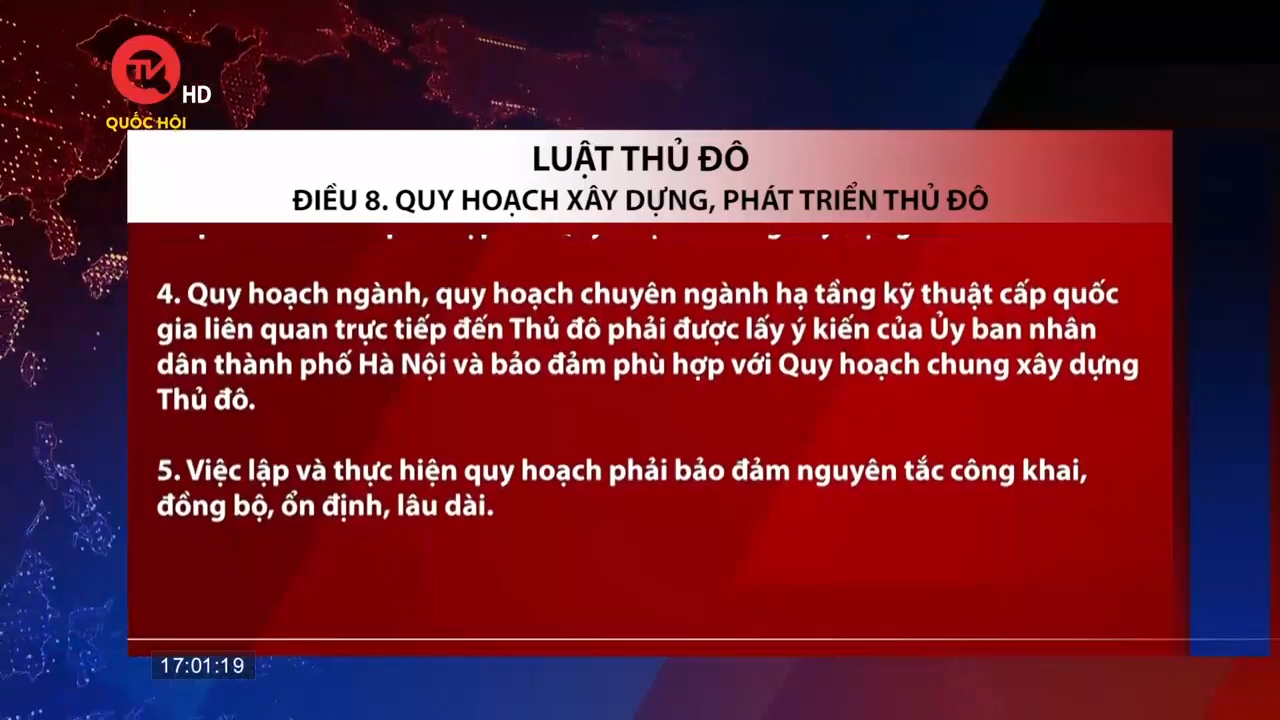 TV
HD
QUỐC HỘI
LUẬT THỦ ĐÔ
ĐIỀU 8. QUY HOẠCH XÂY DỰNG, PHÁT TRIỂN THỦ ĐÔ
4. Quy hoạch ngành, quy hoạch chuyên ngành hạ tầng kỹ thuật cấp quốc
gia liên quan trực tiếp đến Thủ đô phải được lấy ý kiến của Ủy ban nhân
dân thành phố Hà Nội và bảo đảm phù hợp với Quy hoạch chung xây dựng
Thủ đô.
5. Việc lập và thực hiện quy hoạch phải bảo đảm nguyên tắc công khai,
đồng bộ, ổn định, lâu dài.
17:01:19